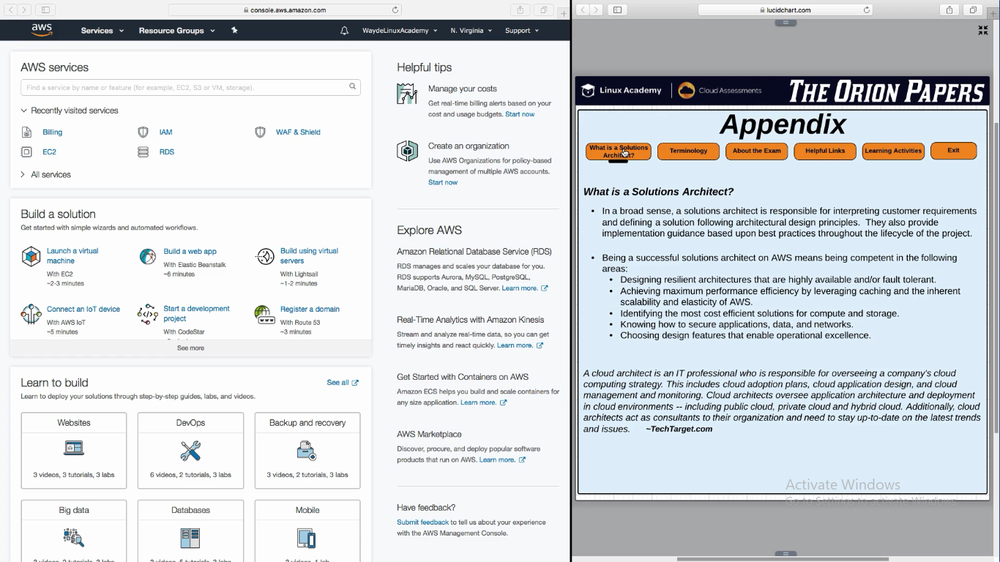 console.aws.amazon.com
aws
Services
Resource Groups
WaydeLinuxAcademy
N. Virginia
Support
AWS services
Find a service by name or feature (for example, EC2, S3 or VM, storage).
Recently visited services
Billing
IAM
WAF & Shield
EC2
RDS
All services
Build a solution
Get started with simple wizards and automated workflows.
Launch a virtual
machine
With EC2
~2-3 minutes
Build a web app
With Elastic Beanstalk
~6 minutes
Build using virtual
servers
With Lightsail
~1-2 minutes
Connect an IoT device
With AWS IoT
~5 minutes
Start a development
project
With CodeStar
Register a domain
With Route 53
~3 minutes
See more
Learn to build
See all
Learn to deploy your solutions through step-by-step guides, labs, and videos.
Websites
3 videos, 3 tutorials, 3 labs
DevOps
6 videos, 2 tutorials, 3 labs
Backup and recovery
3 videos, 2 tutorials, 3 labs
Big data
Databases
Mobile
Helpful tips
Manage your costs
Get real-time billing alerts based on your
cost and usage budgets. Start now
Create an organization
Use AWS Organizations for policy-based
management of multiple AWS accounts.
Start now
Explore AWS
Amazon Relational Database Service (RDS)
RDS manages and scales your database for you.
RDS supports Aurora, MySQL, PostgreSQL,
MariaDB, Oracle, and SQL Server. Learn more.
Real-Time Analytics with Amazon Kinesis
Stream and analyze real-time data, so you can get
timely insights and react quickly. Learn more.
Get Started with Containers on AWS
Amazon ECS helps you build and scale containers for
any size application. Learn more.
AWS Marketplace
Discover, procure, and deploy popular software
products that run on AWS. Learn more.
Have feedback?
Submit feedback to tell us about your experience
with the AWS Management Console.
lucidchart.com
Linux Academy
Cloud Assessments
THE ORION PAPERS
Appendix
What is a Solutions
Architect?
Terminology
About the Exam
Helpful Links
Learning Activities
Exit
What is a Solutions Architect?
• In a broad sense, a solutions architect is responsible for interpreting customer requirements
and defining a solution following architectural design principles. They also provide
implementation guidance based upon best practices throughout the lifecycle of the project.
• Being a successful solutions architect on AWS means being competent in the following
areas:
• Designing resilient architectures that are highly available and/or fault tolerant.
• Achieving maximum performance efficiency by leveraging caching and the inherent
scalability and elasticity of AWS.
• Identifying the most cost efficient solutions for compute and storage.
• Knowing how to secure applications, data, and networks.
• Choosing design features that enable operational excellence.
A cloud architect is an IT professional who is responsible for overseeing a company's cloud
computing strategy. This includes cloud adoption plans, cloud application design, and cloud
management and monitoring. Cloud architects oversee application architecture and deployment
in cloud environments -- including public cloud, private cloud and hybrid cloud. Additionally, cloud
architects act as consultants to their organization and need to stay up-to-date on the latest trends
and issues. ~TechTarget.com
Activate Windows
Go to Settings to activate Windows.